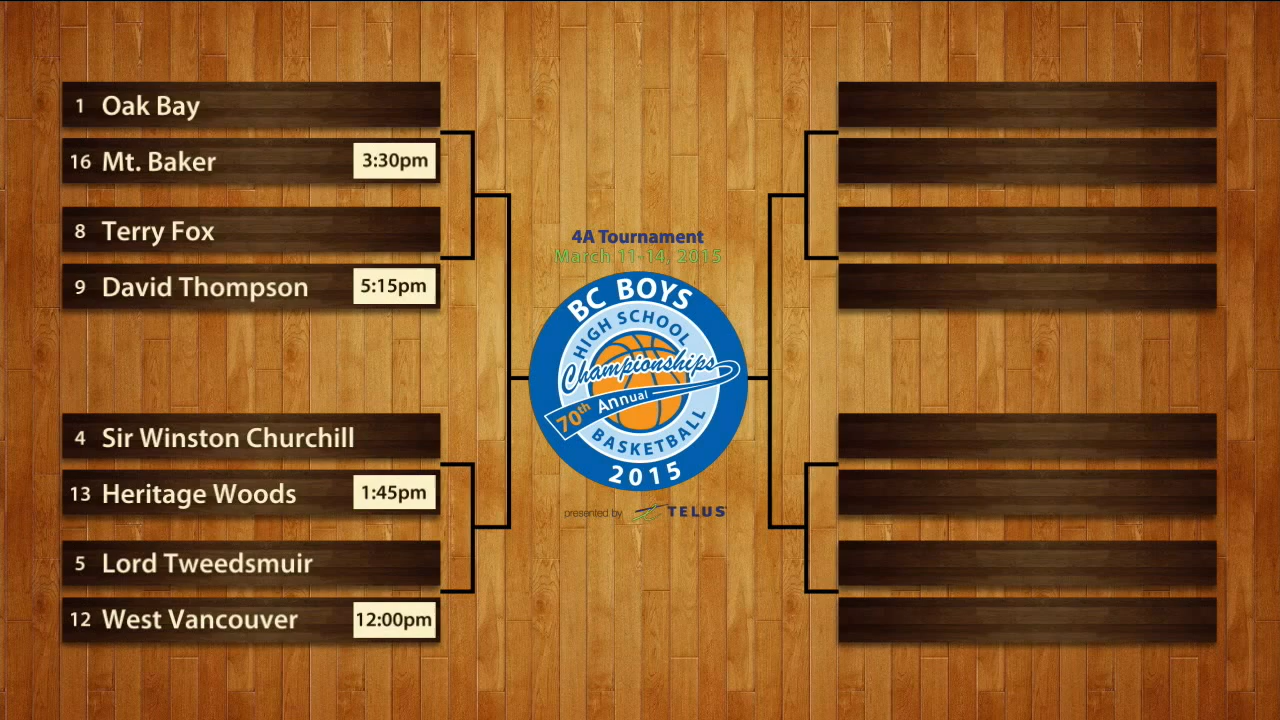 1 Oak Bay
16 Mt. Baker 3:30pm
8 Terry Fox
9 David Thompson 5:15pm
4 Sir Winston Churchill
13 Heritage Woods 1:45pm
5 Lord Tweedsmuir
12 West Vancouver 12:00pm
4A Tournament
March 11-14, 2015
BC BOYS
HIGH SCHOOL
Championships
70th Annual
BASKETBALL
2015
presented by TELUS